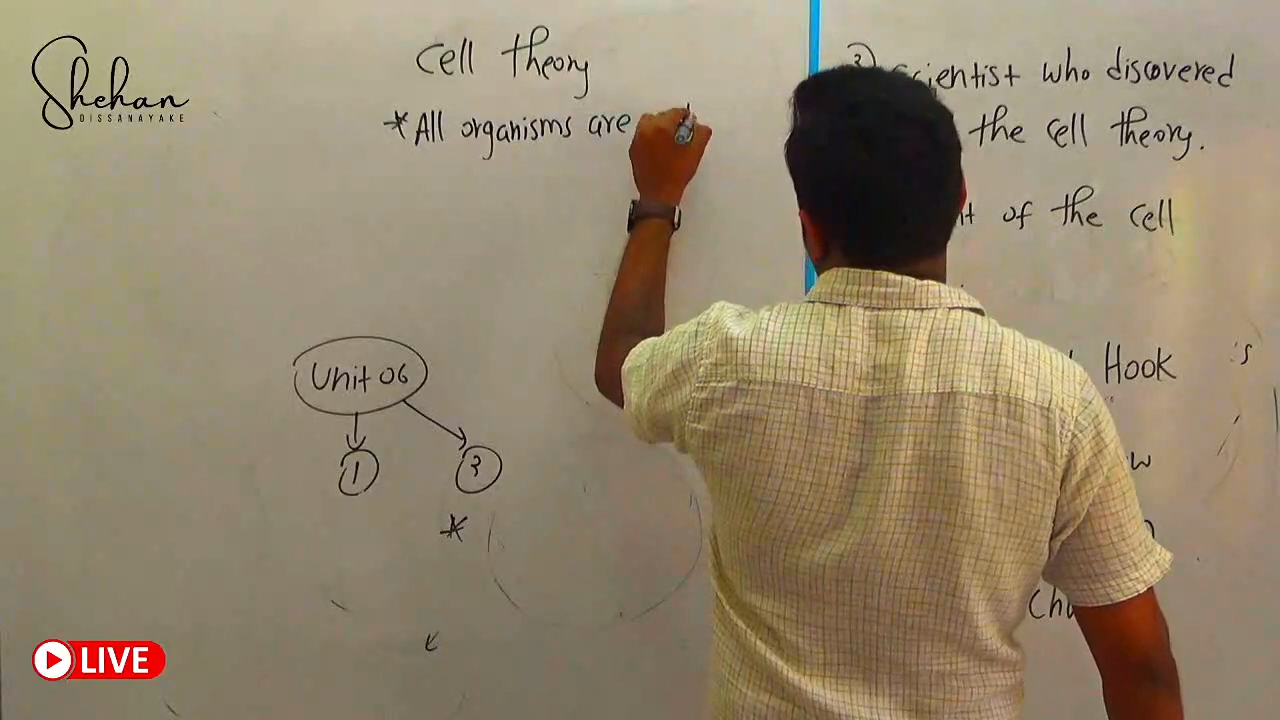 Shehan
DISSANAYAKE
Cell theory
*All organisms are
Unit 06
1
3
*
scientist who discovered
the cell theory.
of the cell
Hook
LIVE